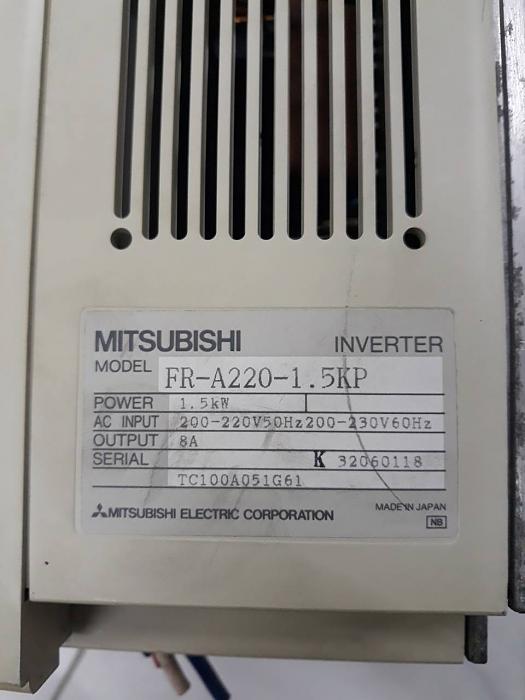 MITSUBISHI INVERTER
MODEL FR-A220-1.5KP
POWER 1.5kW
AC INPUT 200-220V50Hz200-230V60Hz
OUTPUT 8A
SERIAL K 32060118
TC100A051G61
MITSUBISHI ELECTRIC CORPORATION MADE IN JAPAN
NB